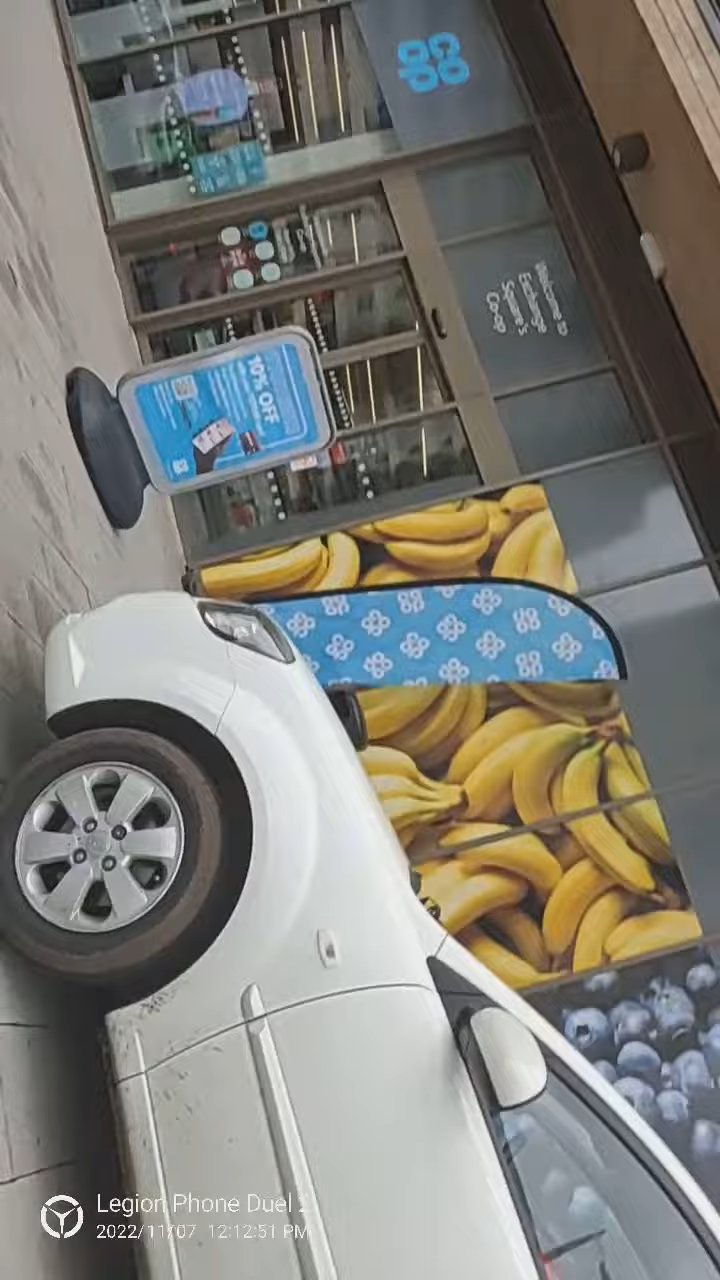 co
op
Welcome to
Exchange
Square's
Co-op
10% OFF
Legion Phone Duel 2
2022/11/07 12:12:51 PM